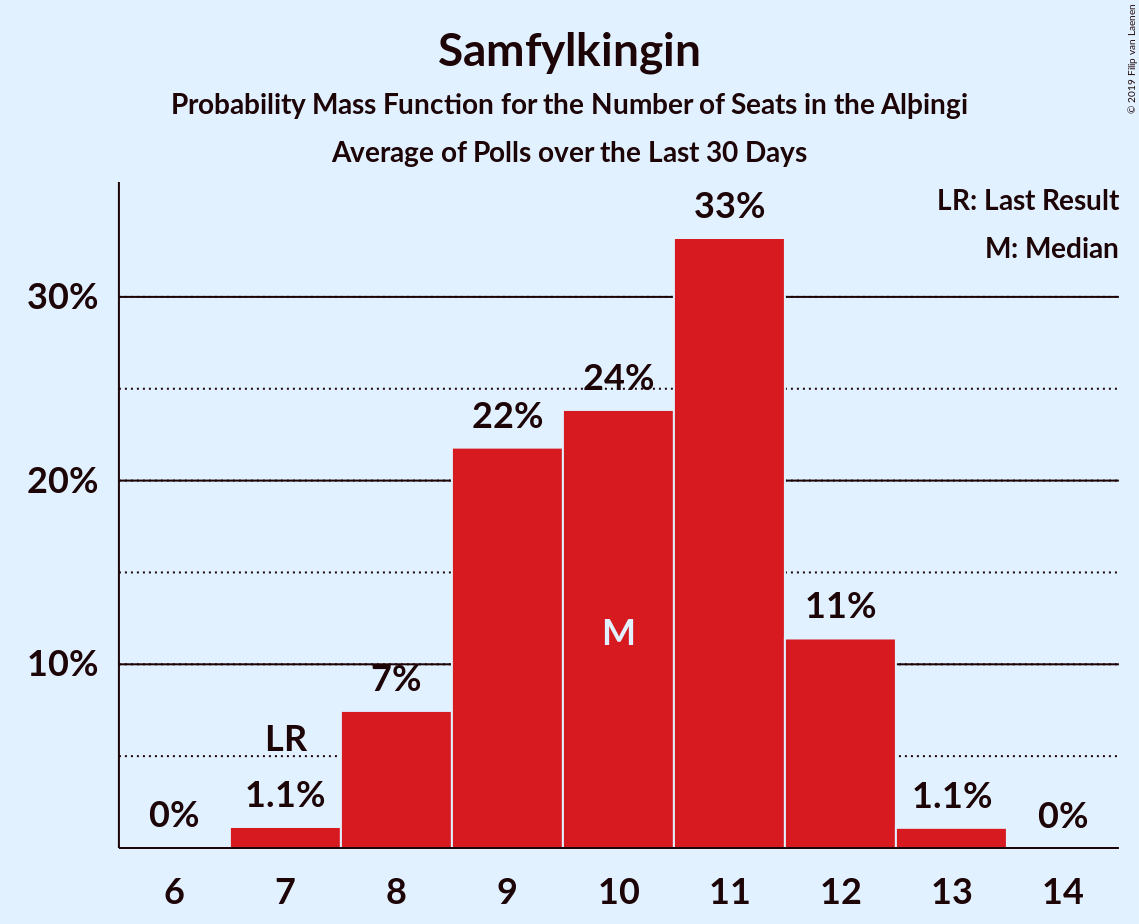 Samfylkingin
Probability Mass Function for the Number of Seats in the Alþingi
Average of Polls over the Last 30 Days
© 2019 Filip van Laenen
LR: Last Result
M: Median
33%
30%
24%
22%
20%
11%
10%
7%
LR
M
0%
1.1%
1.1%
0%
6 7 8 9 10 11 12 13 14